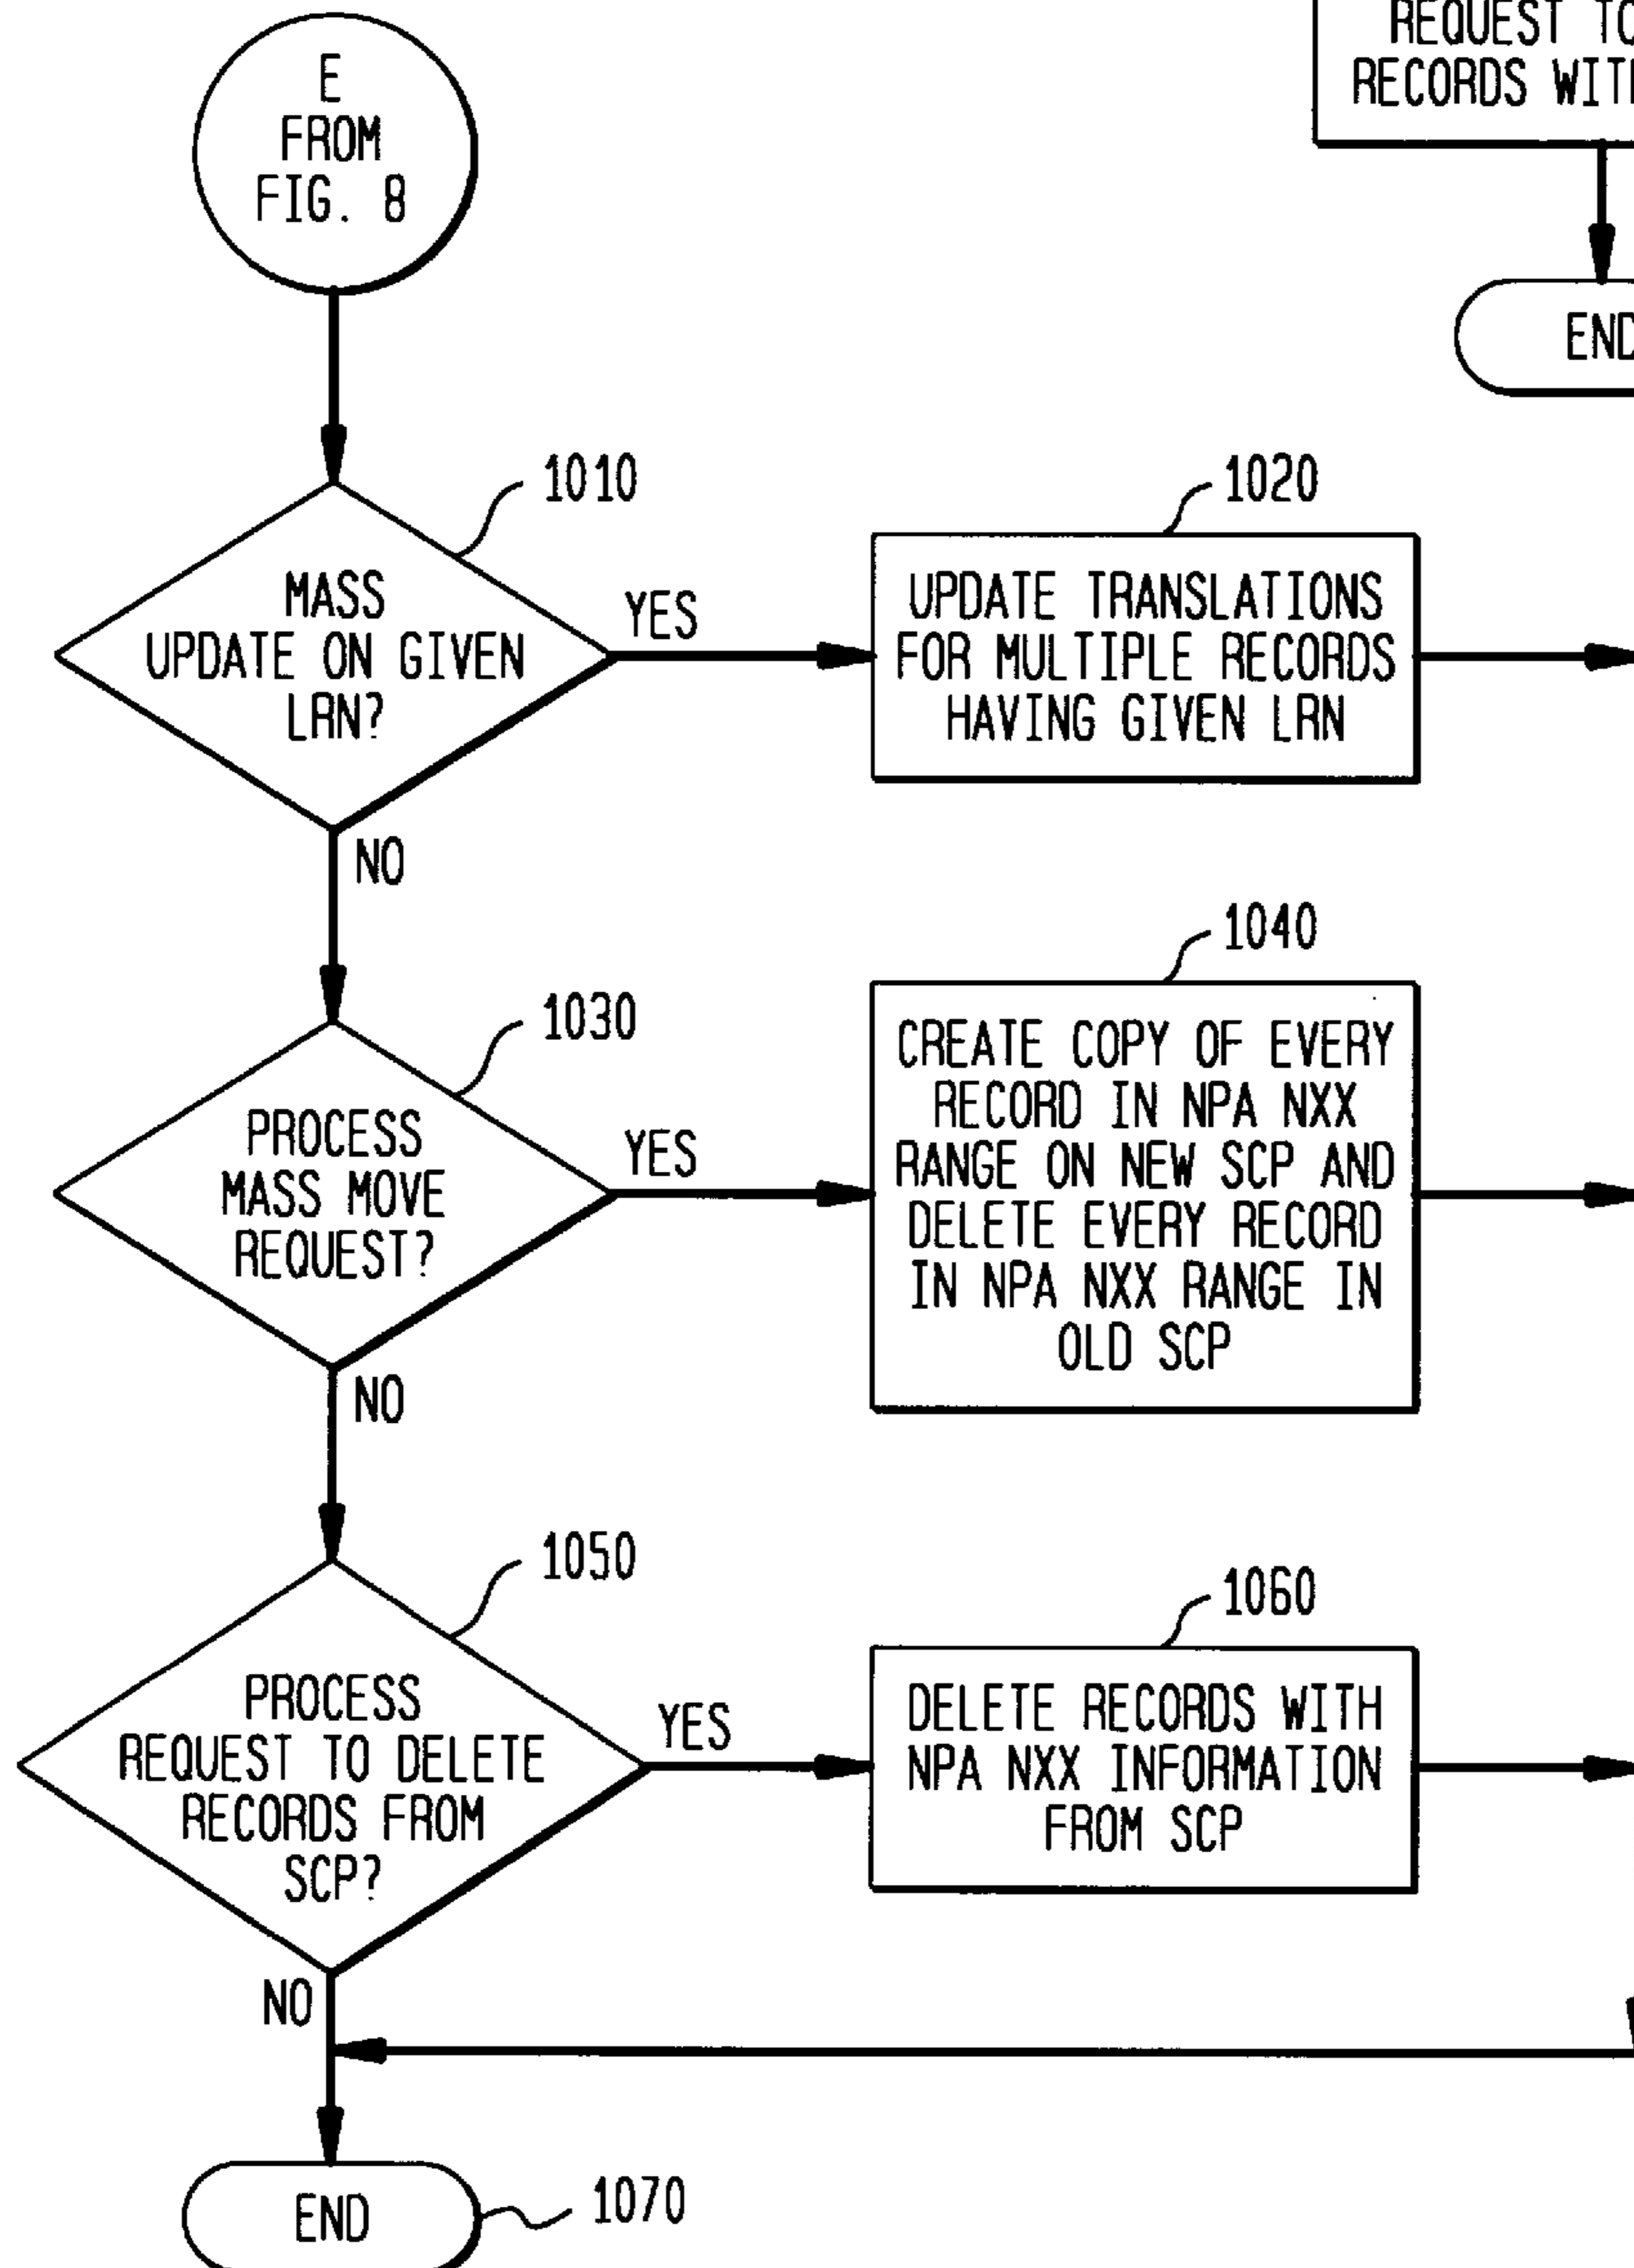 E
FROM
FIG. 8
REQUEST TO
RECORDS WITH
END
1010
MASS
UPDATE ON GIVEN
LRN?
YES
NO
1020
UPDATE TRANSLATIONS
FOR MULTIPLE RECORDS
HAVING GIVEN LRN
1030
PROCESS
MASS MOVE
REQUEST?
YES
NO
1040
CREATE COPY OF EVERY
RECORD IN NPA NXX
RANGE ON NEW SCP AND
DELETE EVERY RECORD
IN NPA NXX RANGE IN
OLD SCP
1050
PROCESS
REQUEST TO DELETE
RECORDS FROM
SCP?
YES
NO
1060
DELETE RECORDS WITH
NPA NXX INFORMATION
FROM SCP
END
1070